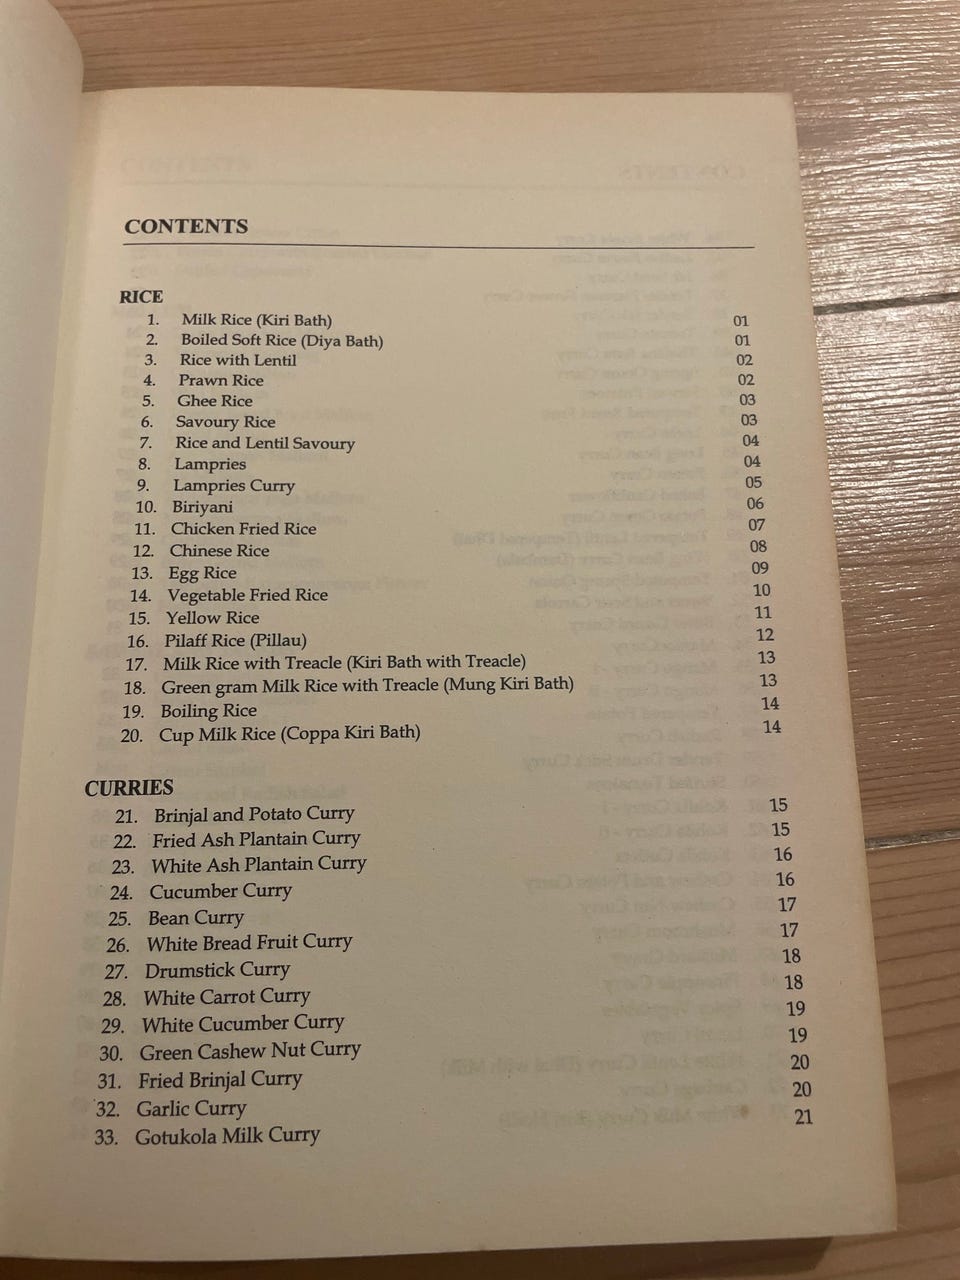 CONTENTS
RICE
1. Milk Rice (Kiri Bath) 01
2. Boiled Soft Rice (Diya Bath) 01
3. Rice with Lentil 02
4. Prawn Rice 02
5. Ghee Rice 03
6. Savoury Rice 03
7. Rice and Lentil Savoury 04
8. Lampries 04
9. Lampries Curry 05
10. Biriyani 06
11. Chicken Fried Rice 07
12. Chinese Rice 08
13. Egg Rice 09
14. Vegetable Fried Rice 10
15. Yellow Rice 11
16. Pilaff Rice (Pillau) 12
17. Milk Rice with Treacle (Kiri Bath with Treacle) 13
18. Green gram Milk Rice with Treacle (Mung Kiri Bath) 13
19. Boiling Rice 14
20. Cup Milk Rice (Coppa Kiri Bath) 14
CURRIES
21. Brinjal and Potato Curry 15
22. Fried Ash Plantain Curry 15
23. White Ash Plantain Curry 16
24. Cucumber Curry 16
25. Bean Curry 17
26. White Bread Fruit Curry 17
27. Drumstick Curry 18
28. White Carrot Curry 18
29. White Cucumber Curry 19
30. Green Cashew Nut Curry 19
31. Fried Brinjal Curry 20
32. Garlic Curry 20
33. Gotukola Milk Curry 21